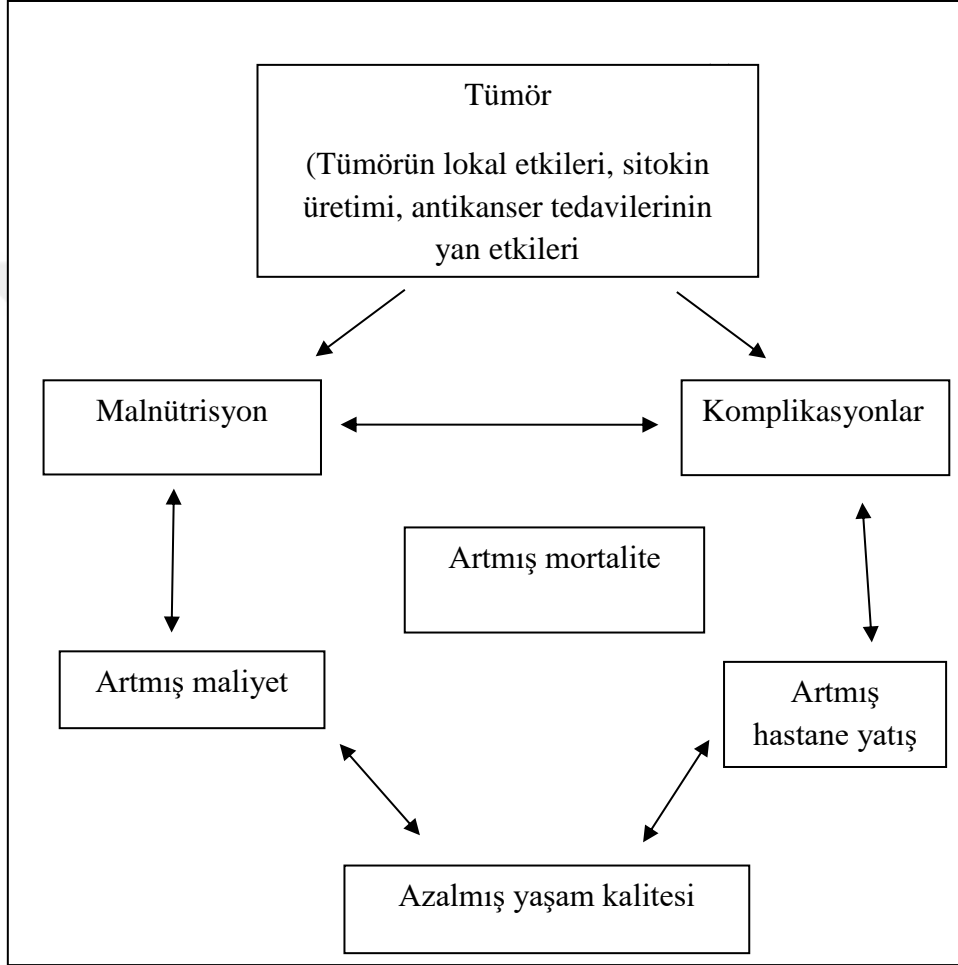 Tümör
(Tümörün lokal etkileri, sitokin
üretimi, antikanser tedavilerinin
yan etkileri
Malnütrisyon
Komplikasyonlar
Artmış mortalite
Artmış maliyet
Artmış
hastane yatış
Azalmış yaşam kalitesi